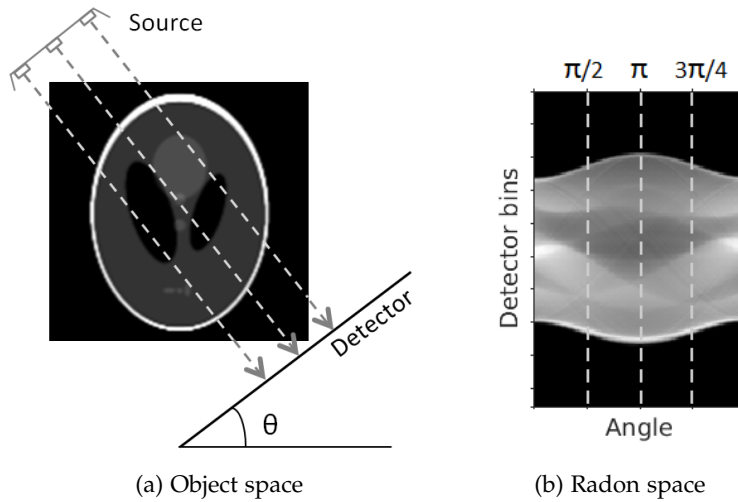 Source
Detector
θ
(a) Object space
π/2 π 3π/4
Detector bins
Angle
(b) Radon space